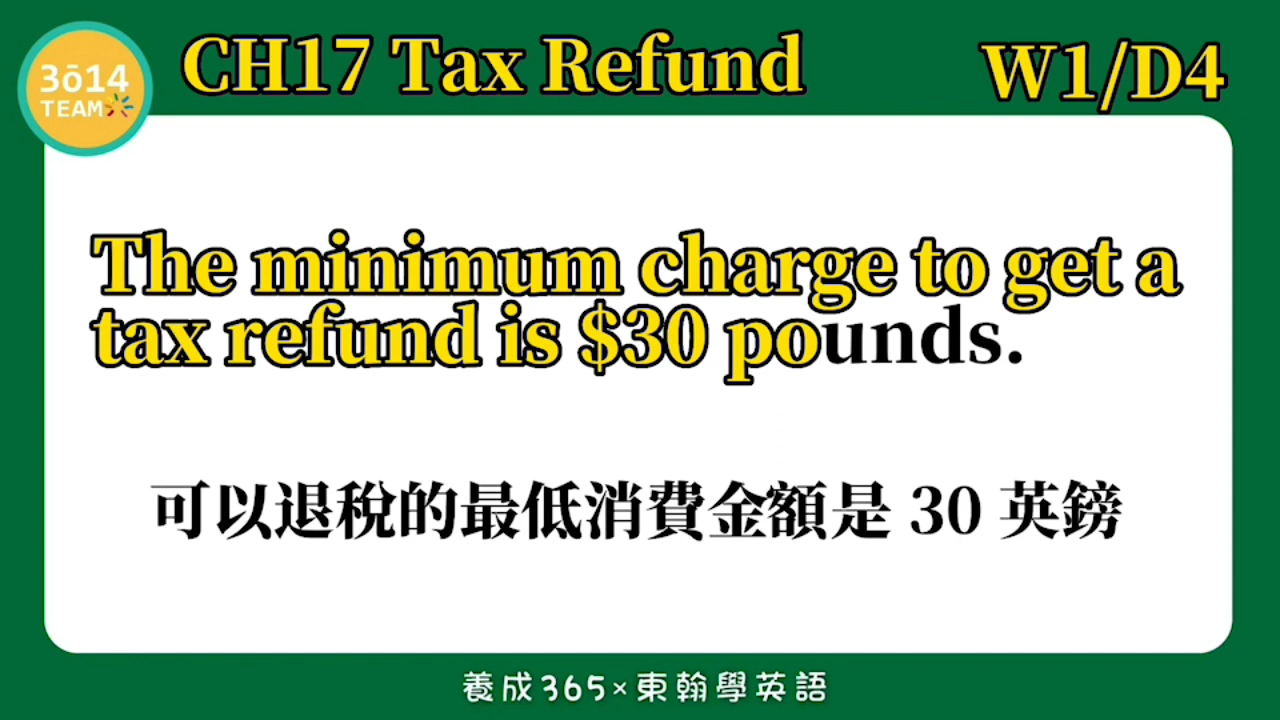 3ō14
TEAM
CH17 Tax Refund
W1/D4
The minimum charge to get a
tax refund is $30 pounds.
可以退稅的最低消費金額是 30 英鎊
養成365×東翰學英語